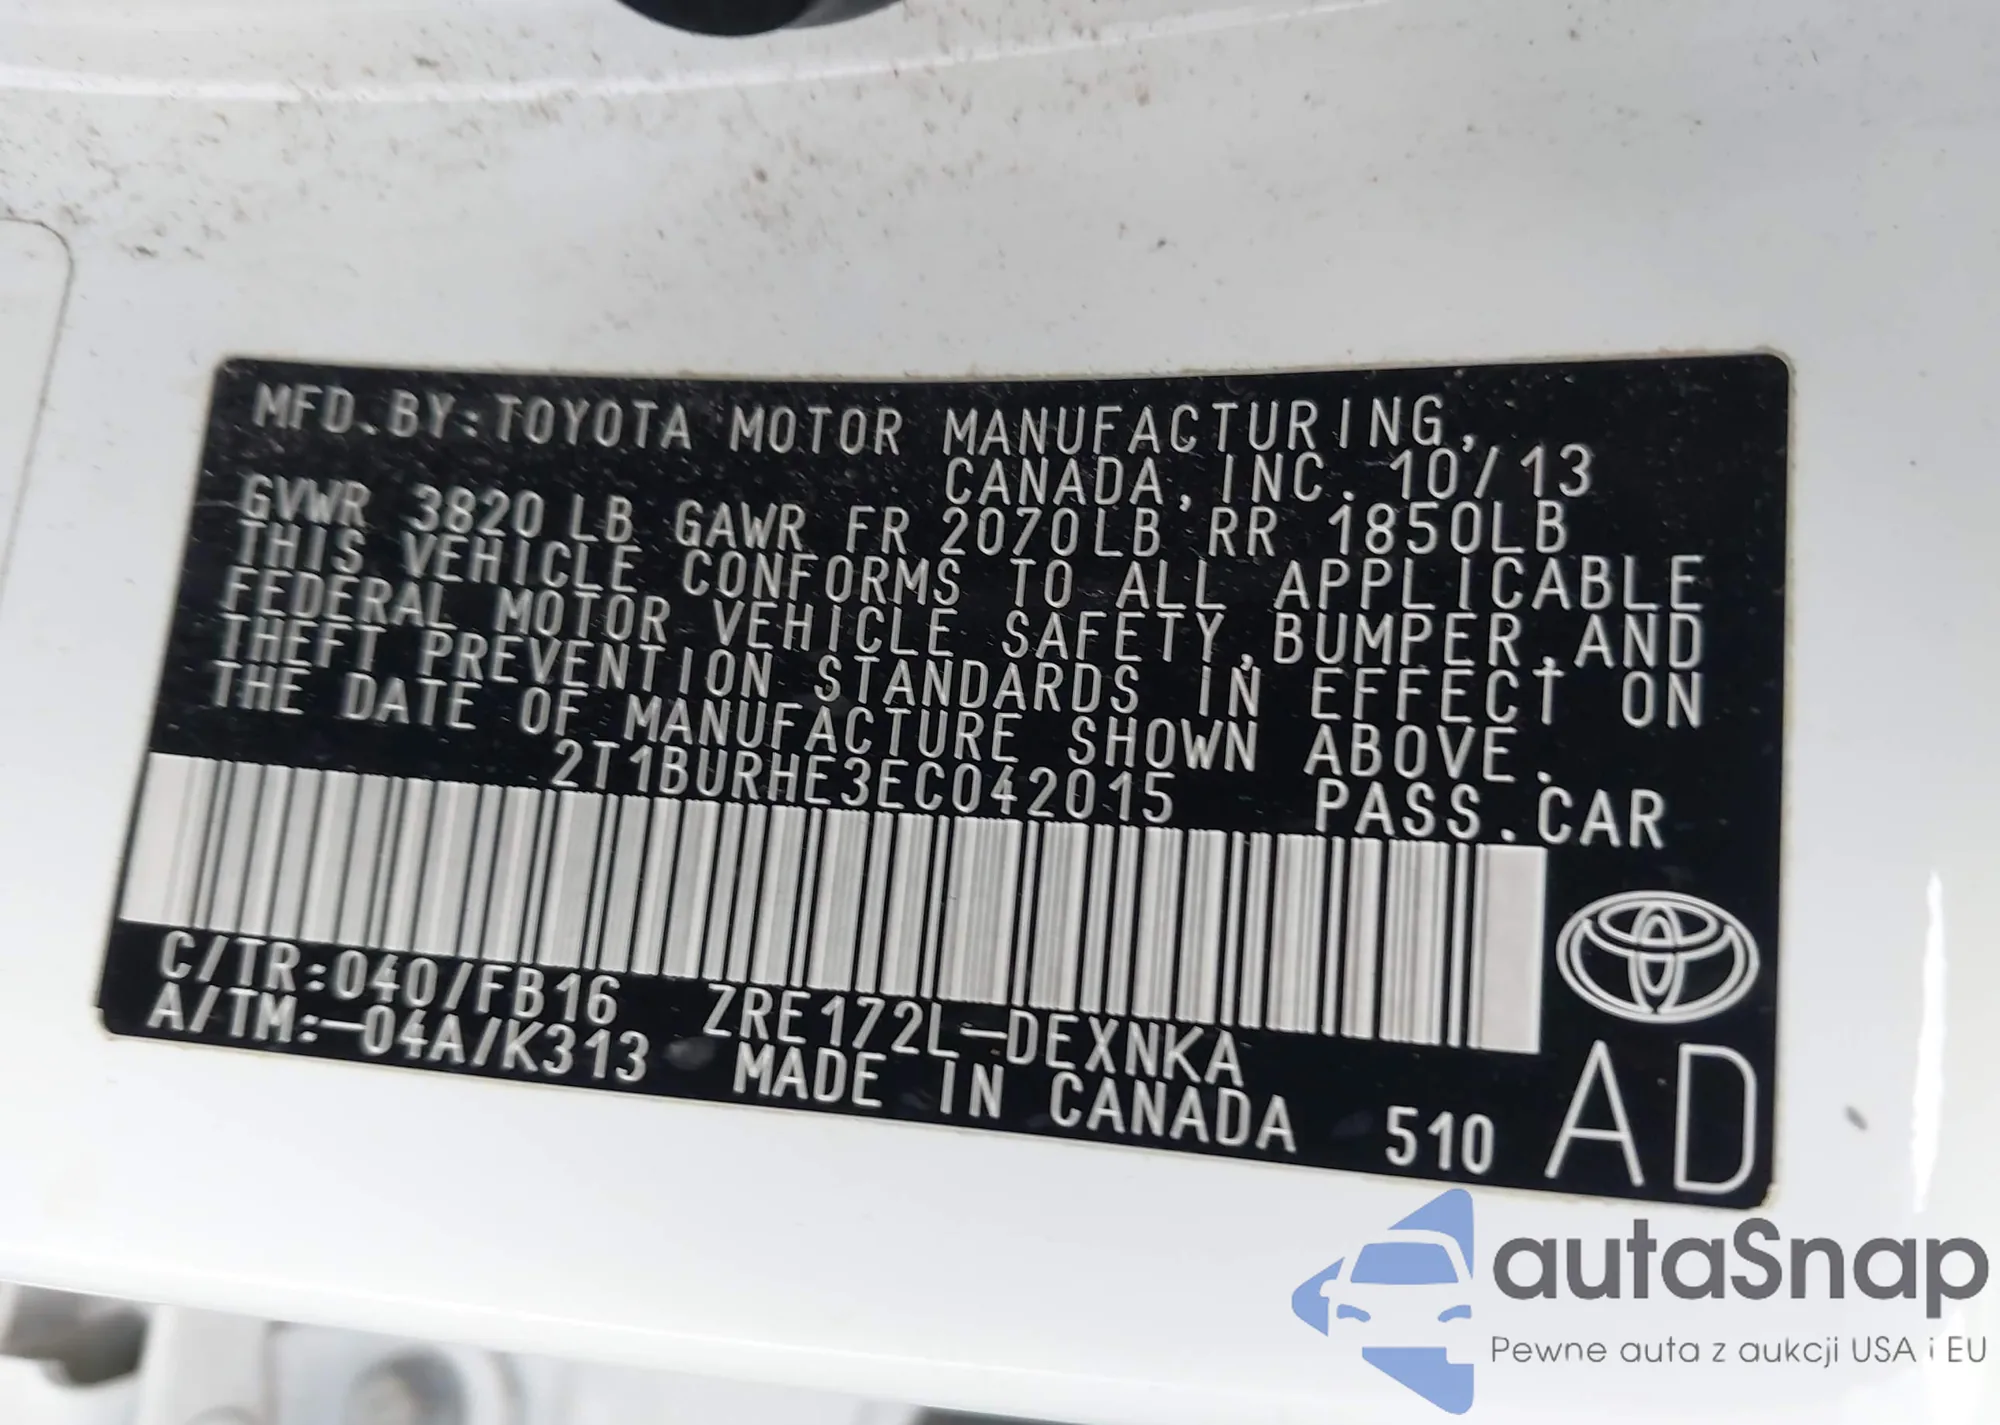 MFD.BY:TOYOTA MOTOR MANUFACTURING,
CANADA,INC. 10/13
GVWR 3820LB GAWR FR 2070LB RR 1850LB
THIS VEHICLE CONFORMS TO ALL APPLICABLE
FEDERAL MOTOR VEHICLE SAFETY,BUMPER,AND
THEFT PREVENTION STANDARDS IN EFFECT ON
THE DATE OF MANUFACTURE SHOWN ABOVE.
2T1BURHE3EC042015 PASS.CAR
C/TR:040/FB16 ZRE172L-DEXNKA
A/TM:-04A/K313 MADE IN CANADA 510 AD
autaSnap
Pewne auta z aukcji USA i EU